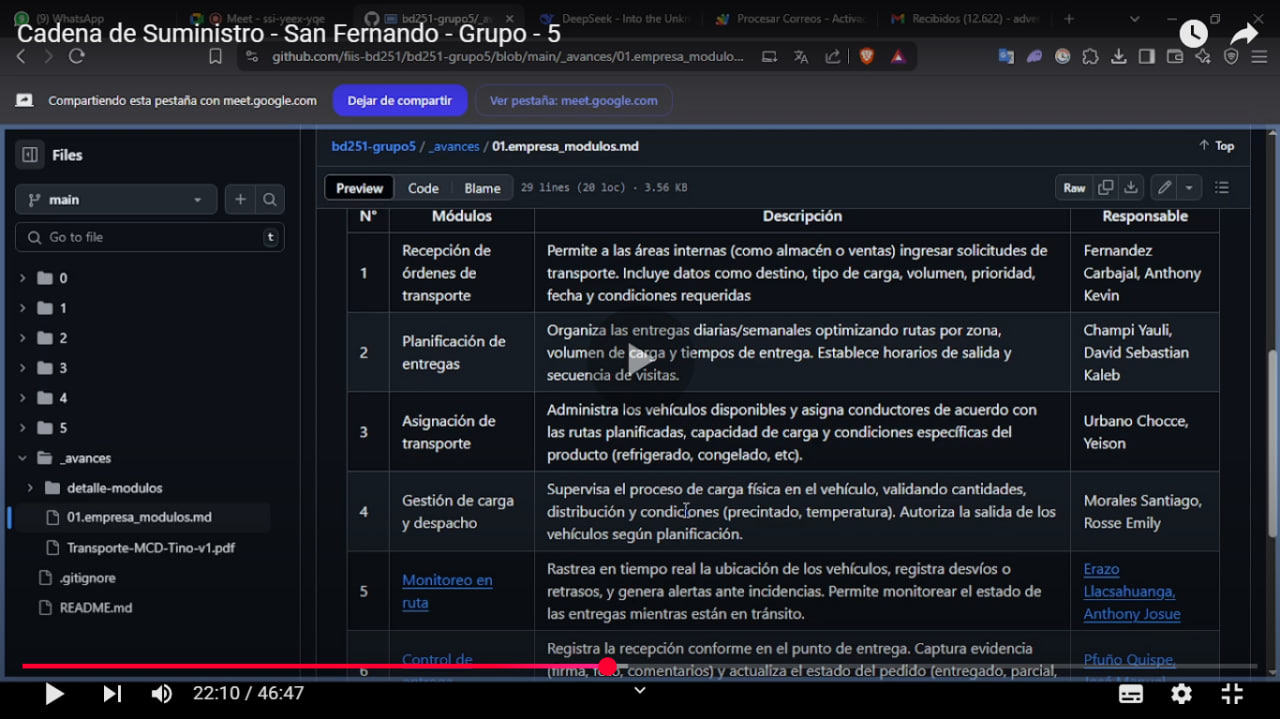 (9) WhatsApp
Meet - ssi-yeex-yqe
bd251-grupo5/_av
DeepSeek - Into the Unkn
Procesar Correos - Activa
Recibidos (12.622) - adve
Cadena de Suministro - San Fernando - Grupo - 5
github.com/fiis-bd251/bd251-grupo5/blob/main/_avances/01.empresa_modulo...
Compartiendo esta pestaña con meet.google.com
Dejar de compartir
Ver pestaña: meet.google.com
Files
main
Go to file
t
0
1
2
3
4
5
_avances
detalle-modulos
01.empresa_modulos.md
Transporte-MCD-Tino-v1.pdf
.gitignore
README.md
bd251-grupo5 / _avances / 01.empresa_modulos.md
Top
Preview
Code
Blame
29 lines (20 loc) · 3.56 KB
Raw
N°
Módulos
Descripción
Responsable
1
Recepción de
órdenes de
transporte
Permite a las áreas internas (como almacén o ventas) ingresar solicitudes de
transporte. Incluye datos como destino, tipo de carga, volumen, prioridad,
fecha y condiciones requeridas
Fernandez
Carbajal, Anthony
Kevin
2
Planificación de
entregas
Organiza las entregas diarias/semanales optimizando rutas por zona,
volumen de carga y tiempos de entrega. Establece horarios de salida y
secuencia de visitas.
Champi Yauli,
David Sebastian
Kaleb
3
Asignación de
transporte
Administra los vehículos disponibles y asigna conductores de acuerdo con
las rutas planificadas, capacidad de carga y condiciones específicas del
producto (refrigerado, congelado, etc).
Urbano Chocce,
Yeison
4
Gestión de carga
y despacho
Supervisa el proceso de carga física en el vehículo, validando cantidades,
distribución y condiciones (precintado, temperatura). Autoriza la salida de los
vehículos según planificación.
Morales Santiago,
Rosse Emily
5
Monitoreo en
ruta
Rastrea en tiempo real la ubicación de los vehículos, registra desvíos o
retrasos, y genera alertas ante incidencias. Permite monitorear el estado de
las entregas mientras están en tránsito.
Erazo
Llacsahuanga,
Anthony Josue
6
Control de
Registra la recepción conforme en el punto de entrega. Captura evidencia
(firma, foto, comentarios) y actualiza el estado del pedido (entregado, parcial,
Pfuño Quispe,
22:10 / 46:47